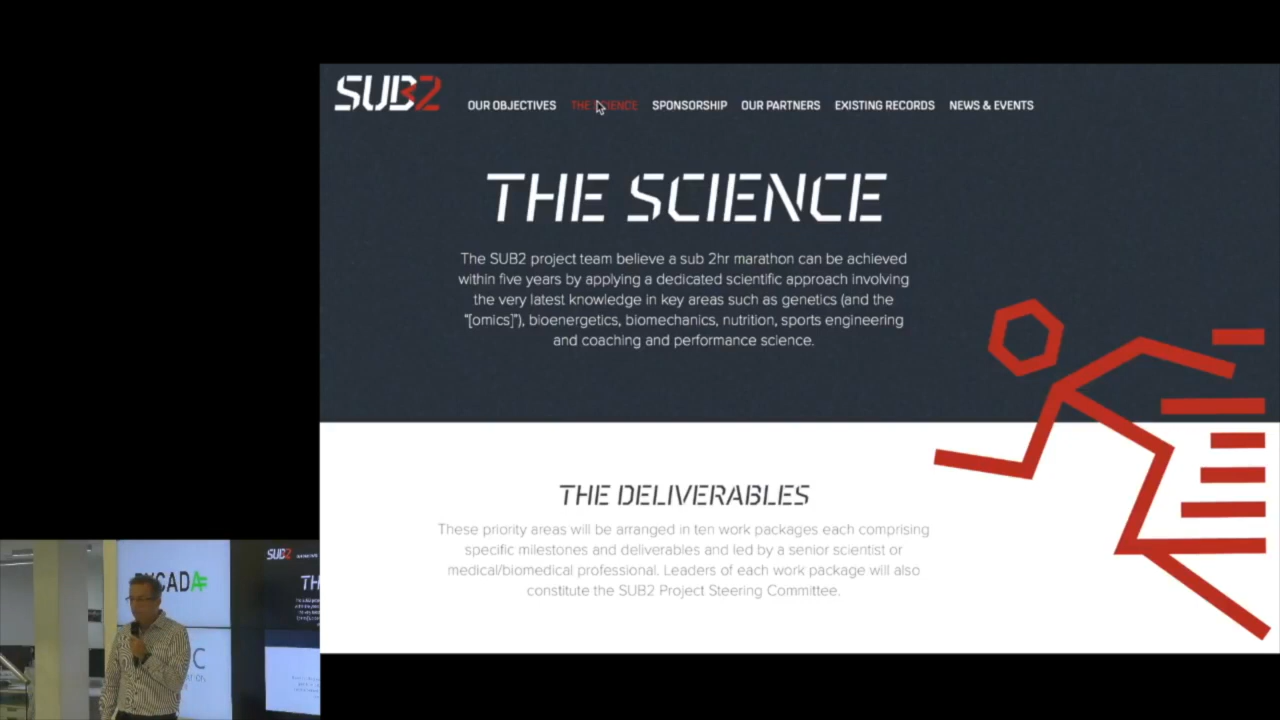 SUB2
OUR OBJECTIVES THE SCIENCE SPONSORSHIP OUR PARTNERS EXISTING RECORDS NEWS & EVENTS
THE SCIENCE
The SUB2 project team believe a sub 2hr marathon can be achieved
within five years by applying a dedicated scientific approach involving
the very latest knowledge in key areas such as genetics (and the
"[omics]"), bioenergetics, biomechanics, nutrition, sports engineering
and coaching and performance science.
THE DELIVERABLES
These priority areas will be arranged in ten work packages each comprising
specific milestones and deliverables and led by a senior scientist or
medical/biomedical professional. Leaders of each work package will also
constitute the SUB2 Project Steering Committee.
SUB2
TH